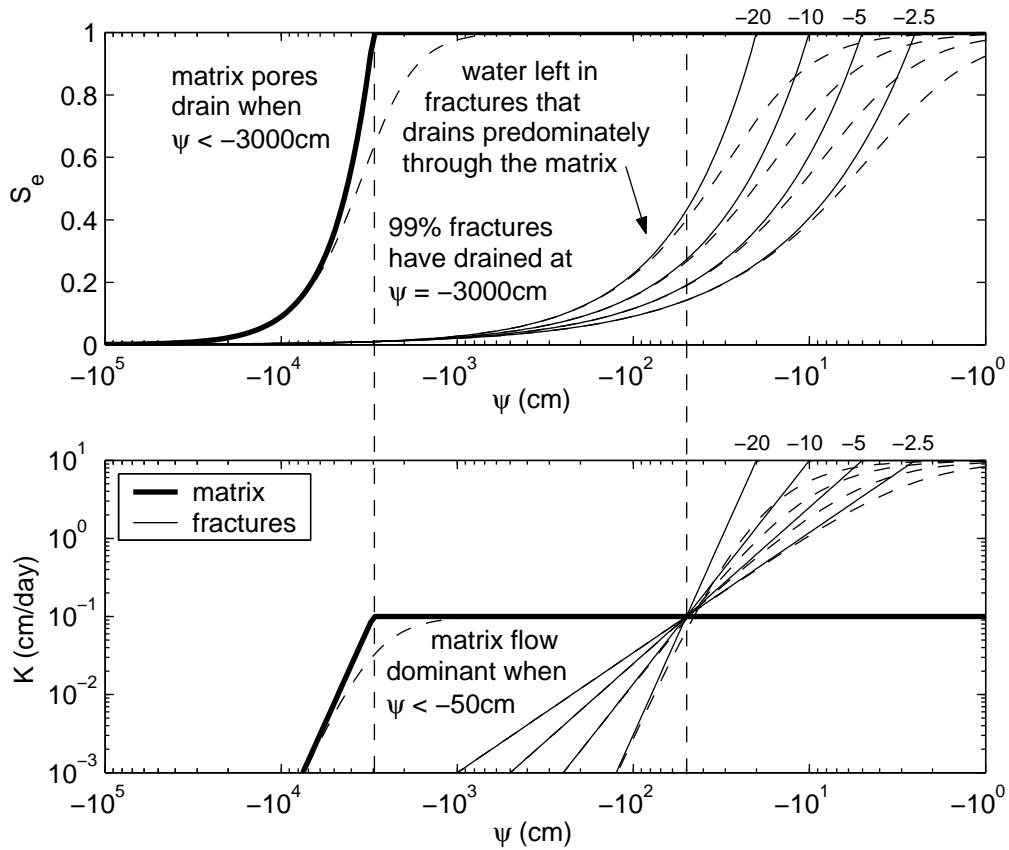 −20 −10 −5 −2.5
1
0.8
0.6
0.4
0.2
0
S_e
matrix pores
drain when
ψ < −3000cm
water left in
fractures that
drains predominately
through the matrix
99% fractures
have drained at
ψ = −3000cm
−10^5 −10^4 −10^3 −10^2 −10^1 −10^0
ψ (cm)
−20 −10 −5 −2.5
10^1
10^0
10^−1
10^−2
10^−3
K (cm/day)
matrix
fractures
matrix flow
dominant when
ψ < −50cm
−10^5 −10^4 −10^3 −10^2 −10^1 −10^0
ψ (cm)